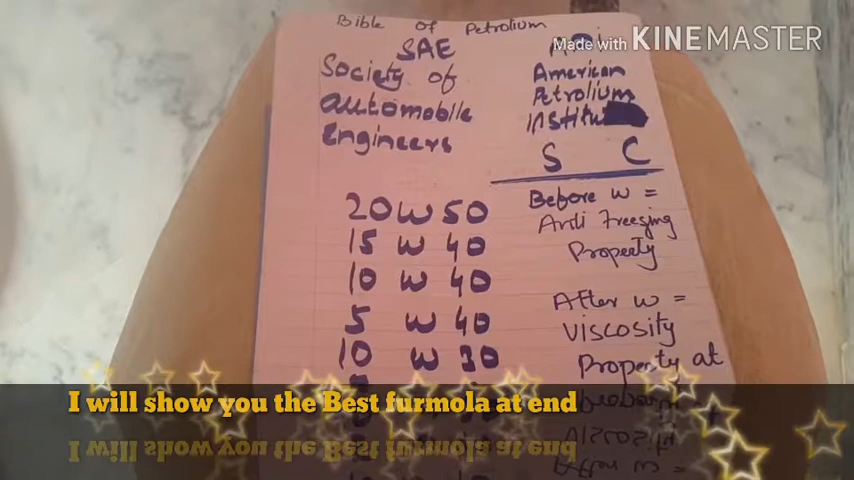 Bible of Petrolium
SAE
Society of
automobile
Engineers
20 W 50
15 W 40
10 W 40
5 W 40
10 W 30
Made with KINEMASTER
American
Petrolium
institu
S C
Before W =
Anti Freezing
Property
After W =
Viscosity
Property at
I will show you the Best furmola at end